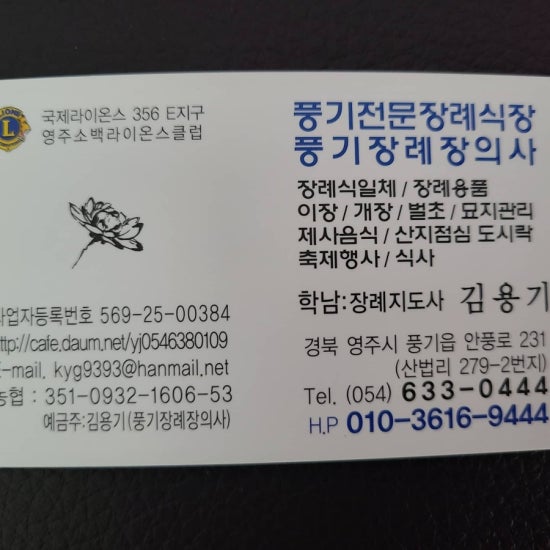 국제라이온스 356 E지구
영주소백라이온스클럽
사업자등록번호 569-25-00384
http://cafe.daum.net/yj0546380109
E-mail. kyg9393@hanmail.net
농협 : 351-0932-1606-53
예금주:김용기(풍기장례장의사)
풍기전문장례식장
풍기장례장의사
장례식일체 / 장례용품
이장 / 개장 / 벌초 / 묘지관리
제사음식 / 산지점심 도시락
축제행사 / 식사
학남:장례지도사 김용기
경북 영주시 풍기읍 안풍로 231
(산법리 279-2번지)
Tel. (054) 633-0444
H.P 010-3616-9444